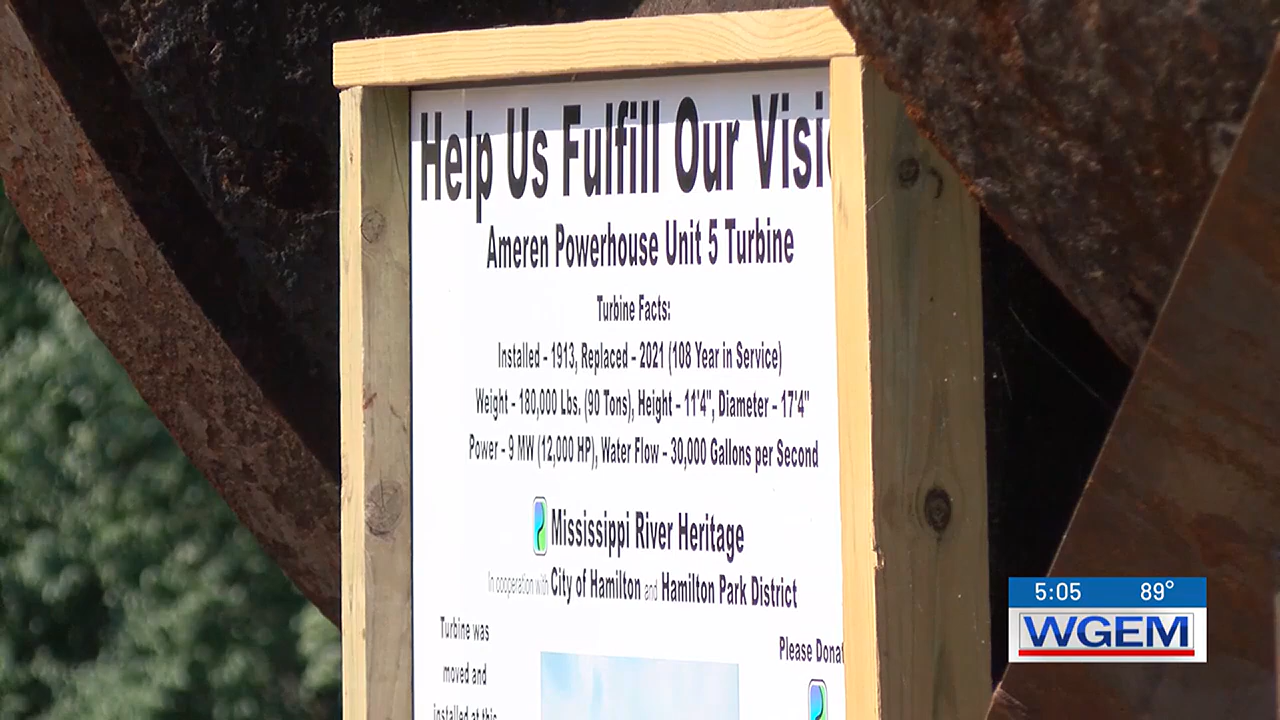 Help Us Fulfill Our Visi
Ameren Powerhouse Unit 5 Turbine
Turbine Facts:
Installed - 1913, Replaced - 2021 (108 Year in Service)
Weight - 180,000 Lbs. (90 Tons), Height - 11'4", Diameter - 17'4"
Power - 9 MW (12,000 HP), Water Flow - 30,000 Gallons per Second
Mississippi River Heritage
In cooperation with City of Hamilton and Hamilton Park District
Turbine was
moved and
installed at this
Please Donat
5:05 89°
WGEM